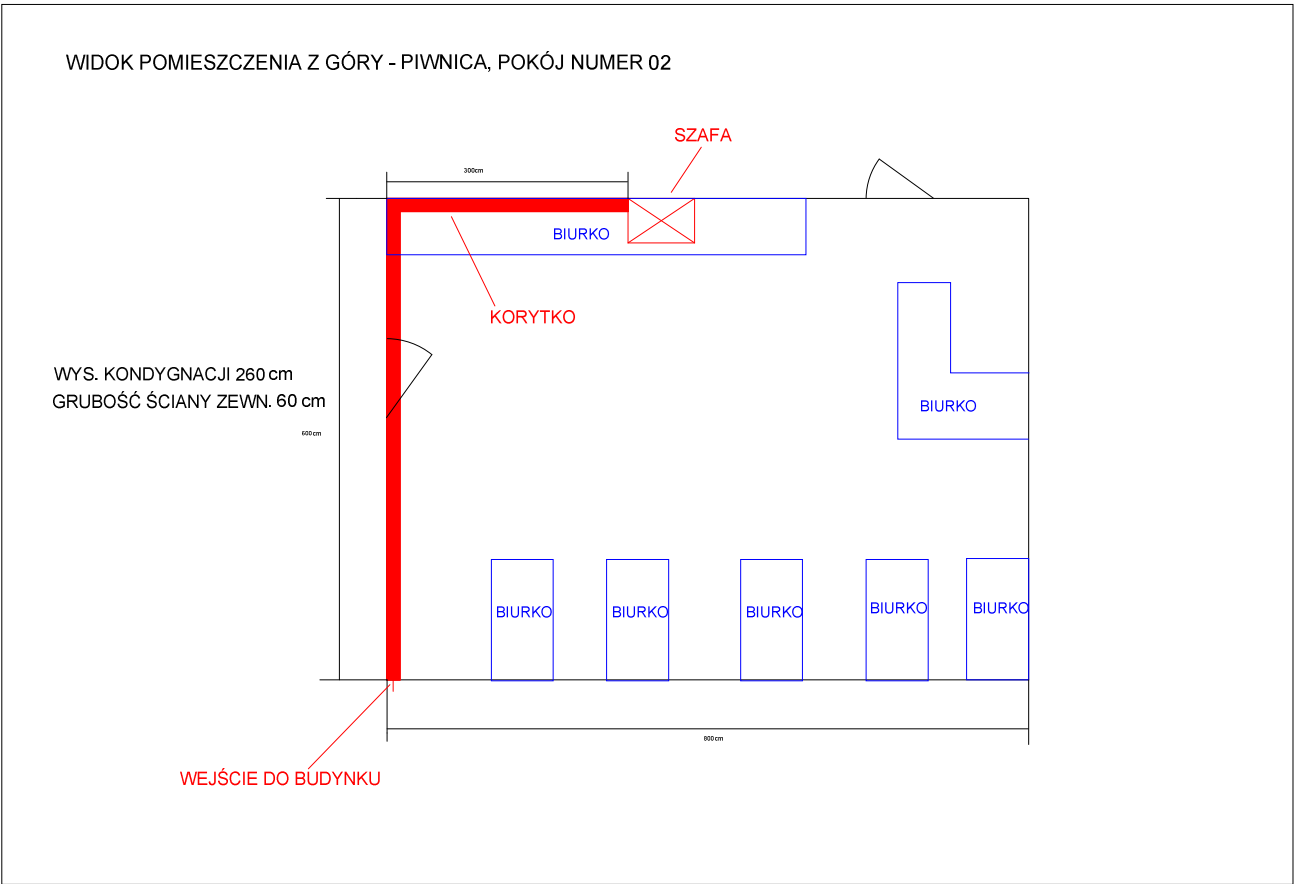 WIDOK POMIESZCZENIA Z GÓRY - PIWNICA, POKÓJ NUMER 02
SZAFA
300cm
BIURKO
KORYTKO
WYS. KONDYGNACJI 260 cm
GRUBOŚĆ ŚCIANY ZEWN. 60 cm
BIURKO
600cm
BIURKO
BIURKO
BIURKO
BIURKO
BIURKO
800cm
WEJŚCIE DO BUDYNKU